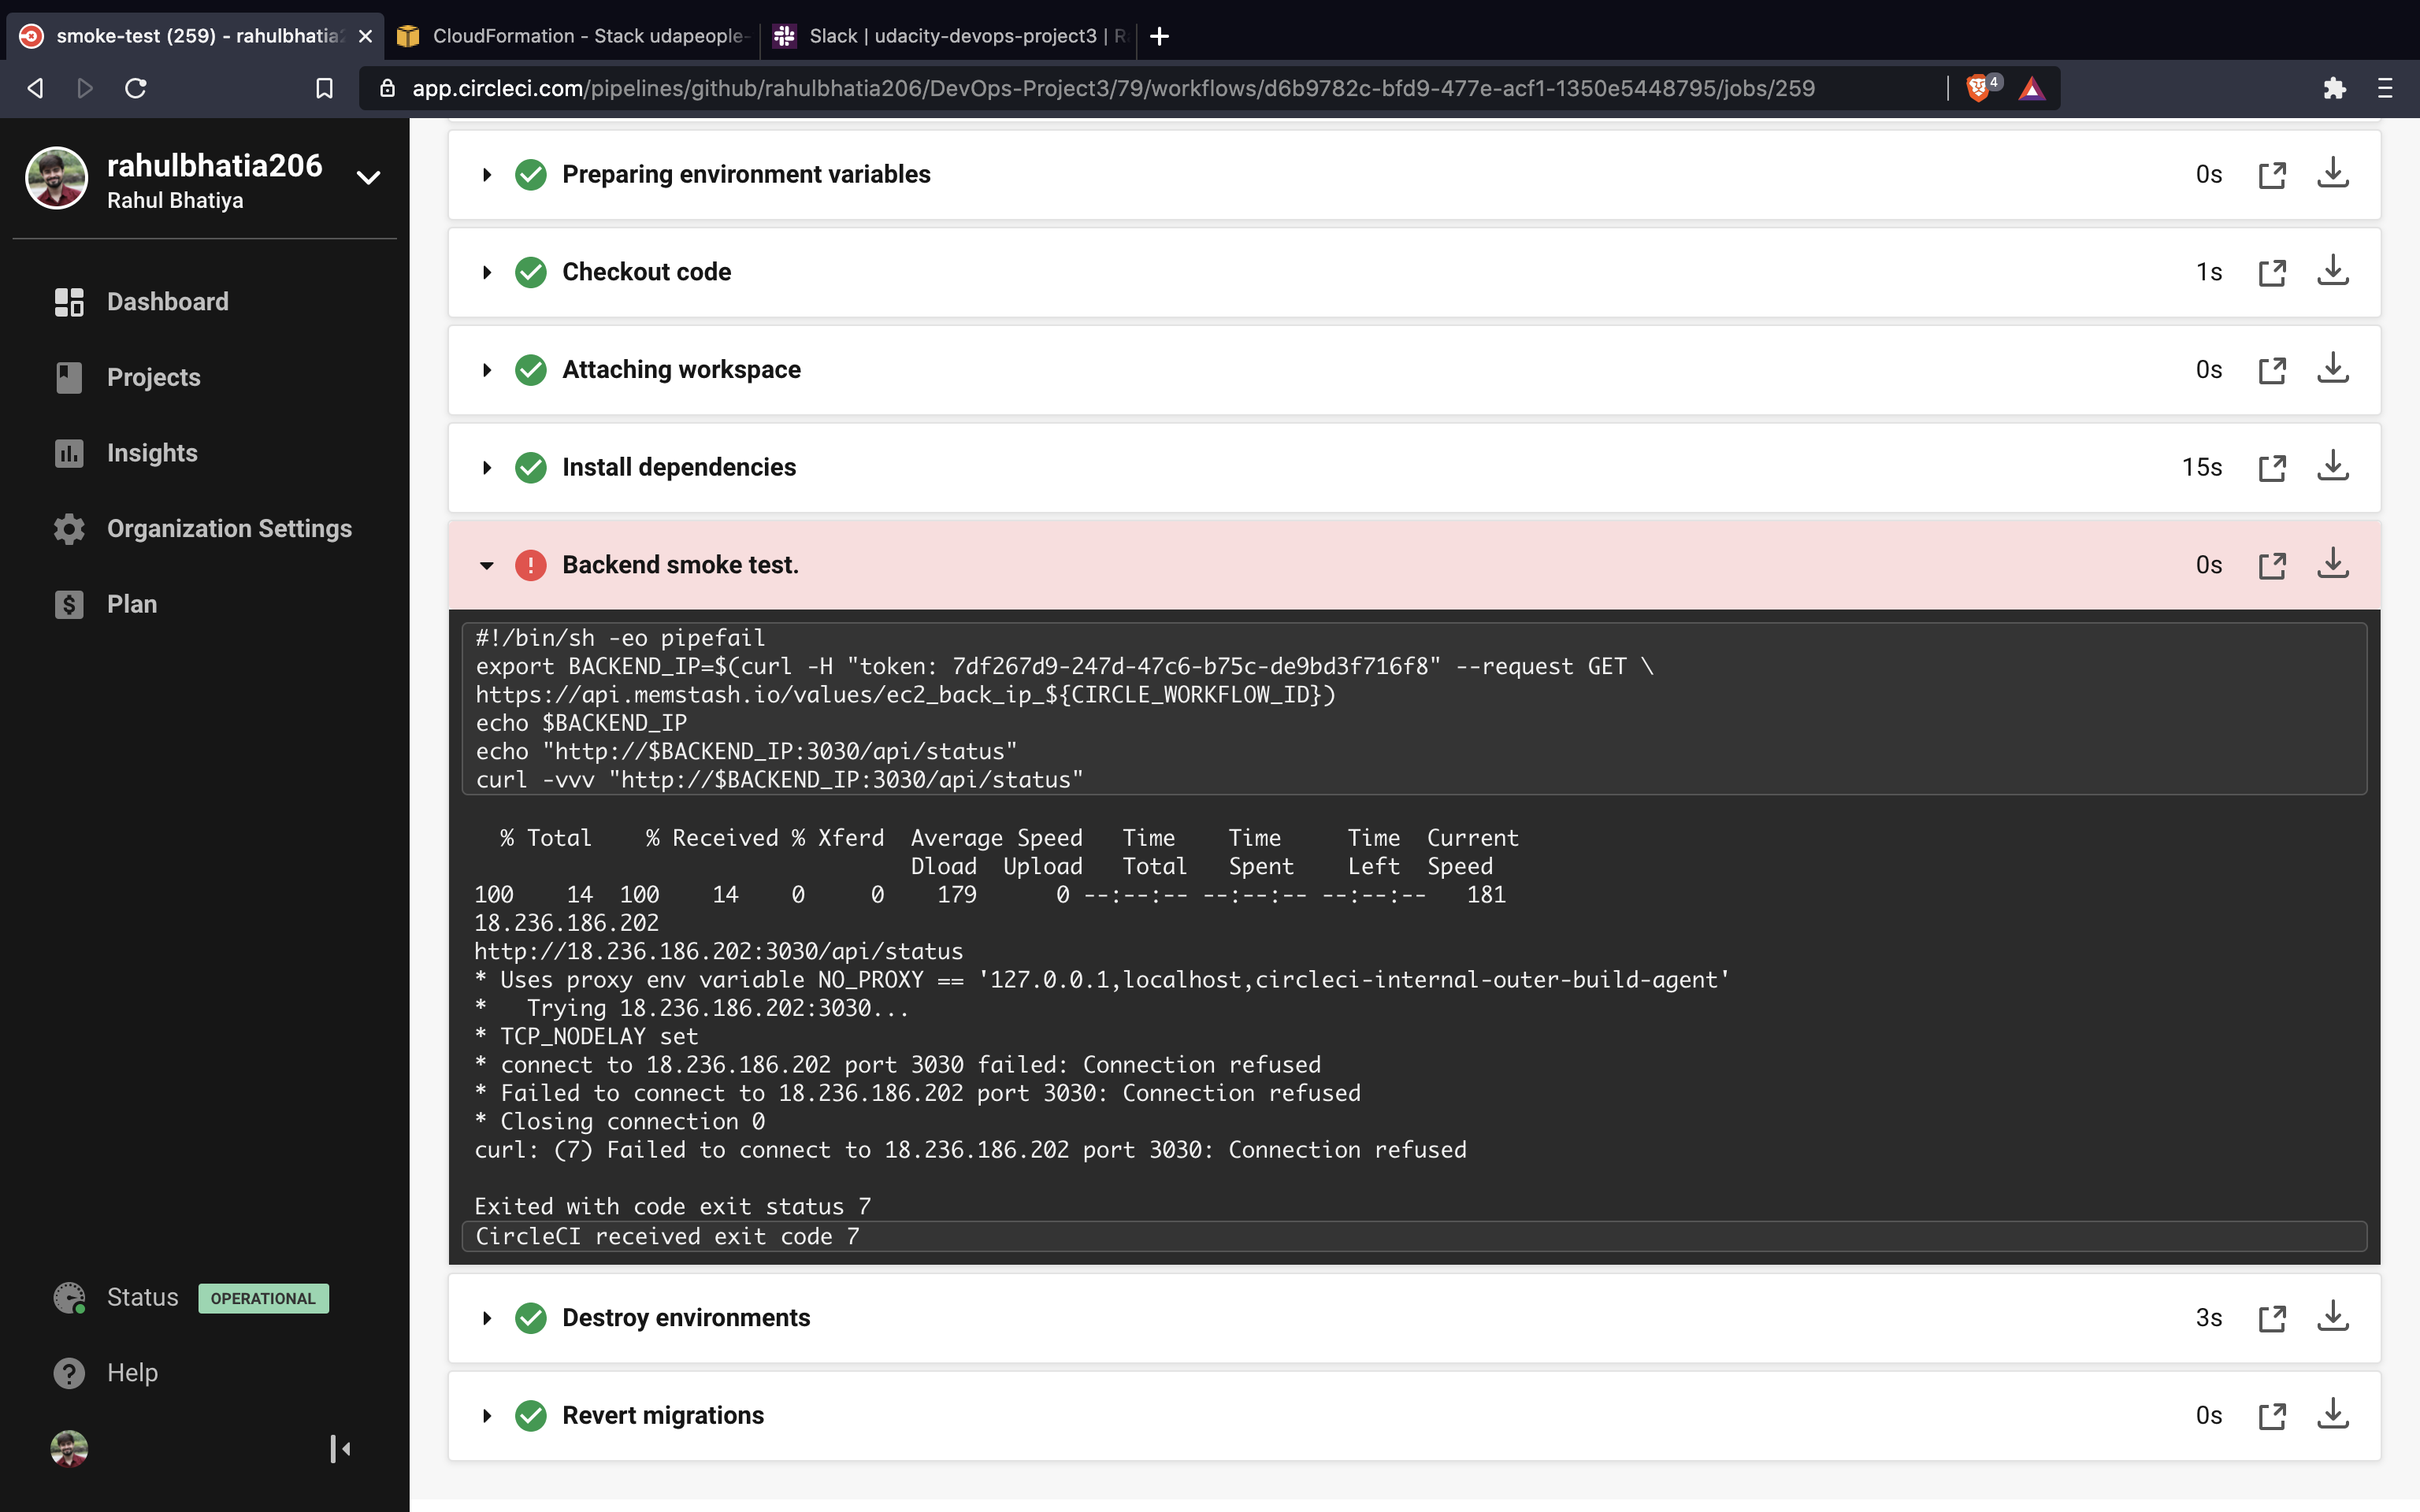 smoke-test (259) - rahulbhatia2
CloudFormation - Stack udapeople-
Slack | udacity-devops-project3 | R
app.circleci.com/pipelines/github/rahulbhatia206/DevOps-Project3/79/workflows/d6b9782c-bfd9-477e-acf1-1350e5448795/jobs/259
4
rahulbhatia206
Rahul Bhatiya
Dashboard
Projects
Insights
Organization Settings
Plan
Status OPERATIONAL
Help
Preparing environment variables 0s
Checkout code 1s
Attaching workspace 0s
Install dependencies 15s
Backend smoke test. 0s
#!/bin/sh -eo pipefail
export BACKEND_IP=$(curl -H "token: 7df267d9-247d-47c6-b75c-de9bd3f716f8" --request GET \
https://api.memstash.io/values/ec2_back_ip_${CIRCLE_WORKFLOW_ID})
echo $BACKEND_IP
echo "http://$BACKEND_IP:3030/api/status"
curl -vvv "http://$BACKEND_IP:3030/api/status"
% Total % Received % Xferd Average Speed Time Time Time Current
Dload Upload Total Spent Left Speed
100 14 100 14 0 0 179 0 --:--:-- --:--:-- --:--:-- 181
18.236.186.202
http://18.236.186.202:3030/api/status
* Uses proxy env variable NO_PROXY == '127.0.0.1,localhost,circleci-internal-outer-build-agent'
* Trying 18.236.186.202:3030...
* TCP_NODELAY set
* connect to 18.236.186.202 port 3030 failed: Connection refused
* Failed to connect to 18.236.186.202 port 3030: Connection refused
* Closing connection 0
curl: (7) Failed to connect to 18.236.186.202 port 3030: Connection refused
Exited with code exit status 7
CircleCI received exit code 7
Destroy environments 3s
Revert migrations 0s